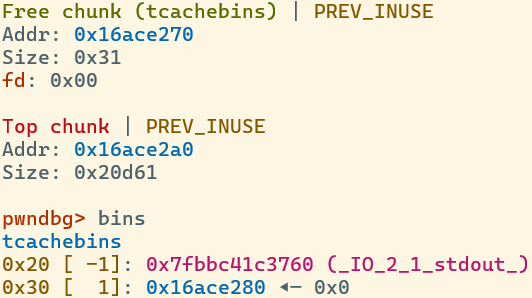 Free chunk (tcachebins) | PREV_INUSE
Addr: 0x16ace270
Size: 0x31
fd: 0x00
Top chunk | PREV_INUSE
Addr: 0x16ace2a0
Size: 0x20d61
pwndbg> bins
tcachebins
0x20 [ -1]: 0x7fbbc41c3760 (_IO_2_1_stdout_)
0x30 [  1]: 0x16ace280 ◂— 0x0